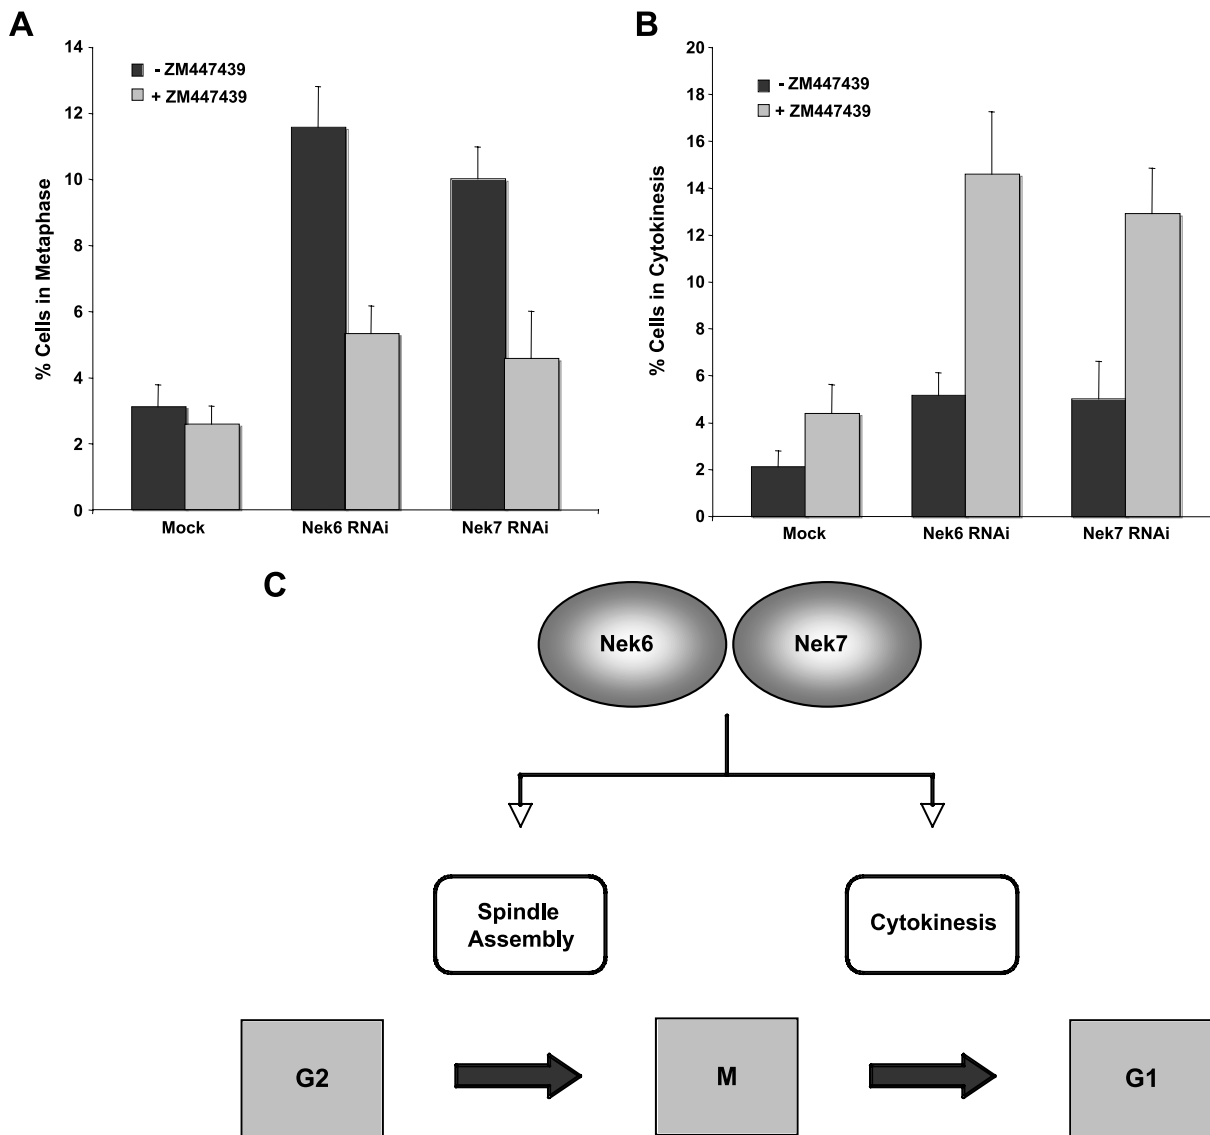 A
14
12
10
8
6
4
2
0
% Cells in Metaphase
- ZM447439
+ ZM447439
Mock
Nek6 RNAi
Nek7 RNAi
B
20
18
16
14
12
10
8
6
4
2
0
% Cells in Cytokinesis
- ZM447439
+ ZM447439
Mock
Nek6 RNAi
Nek7 RNAi
C
Nek6
Nek7
Spindle
Assembly
Cytokinesis
G2
M
G1